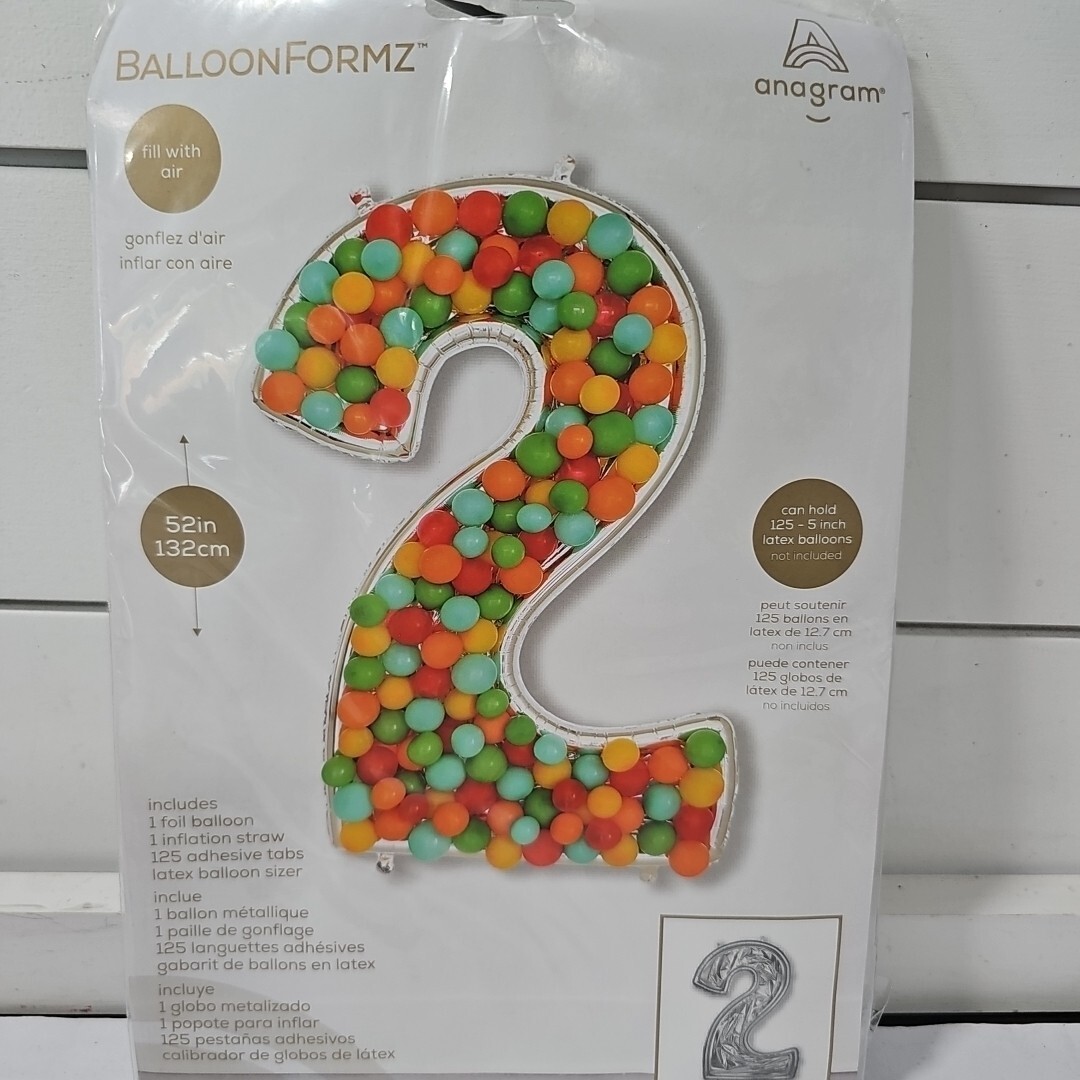 BALLOONFORMZ™
anagram®
fill with
air
gonflez d'air
inflar con aire
52in
132cm
can hold
125 - 5 inch
latex balloons
not included
peut soutenir
125 ballons en
latex de 12.7 cm
non inclus
puede contener
125 globos de
látex de 12.7 cm
no incluidos
includes
1 foil balloon
1 inflation straw
125 adhesive tabs
latex balloon sizer
inclue
1 ballon métallique
1 paille de gonflage
125 languettes adhésives
gabarit de ballons en latex
incluye
1 globo metalizado
1 popote para inflar
125 pestañas adhesivos
calibrador de globos de látex